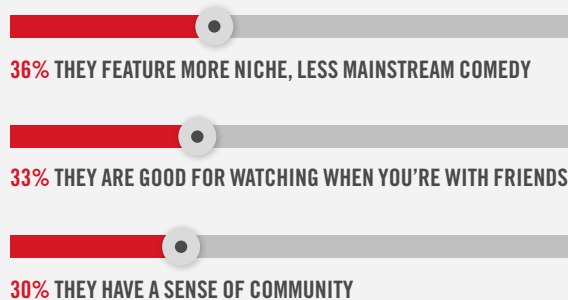 36% THEY FEATURE MORE NICHE, LESS MAINSTREAM COMEDY
33% THEY ARE GOOD FOR WATCHING WHEN YOU'RE WITH FRIENDS
30% THEY HAVE A SENSE OF COMMUNITY